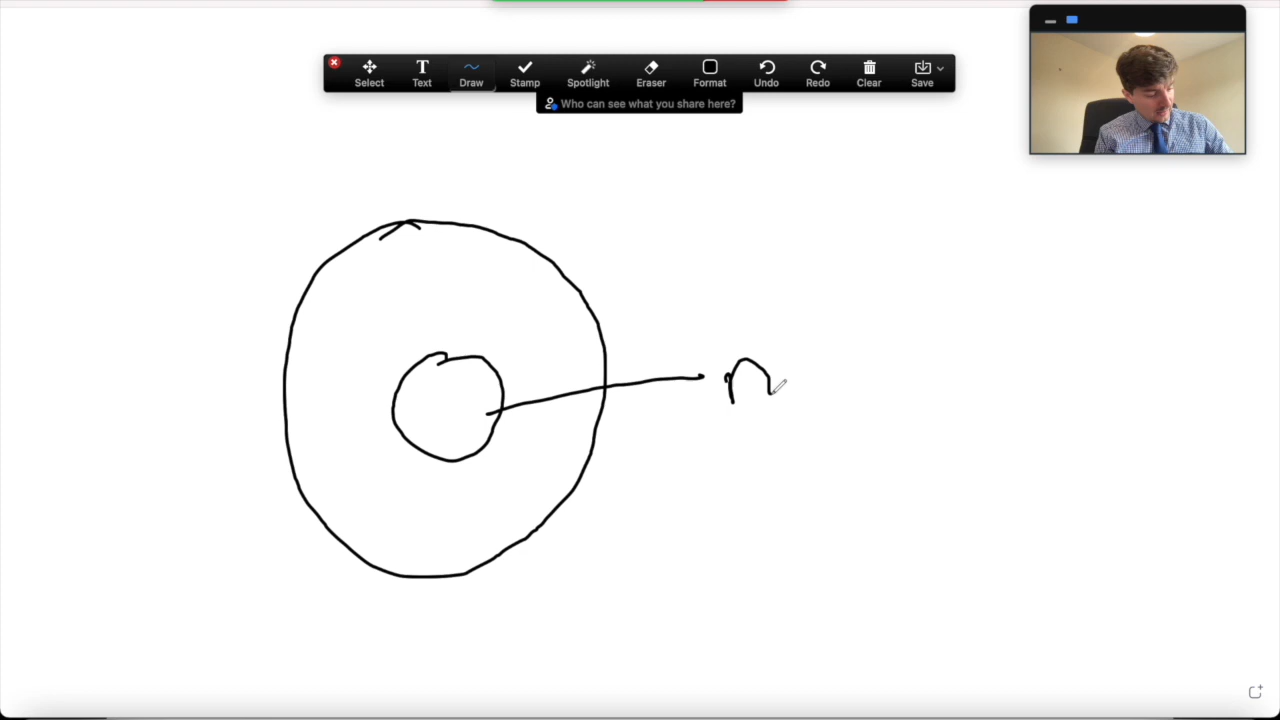 Select Text Draw Stamp Spotlight Eraser Format Undo Redo Clear Save
Who can see what you share here?
n